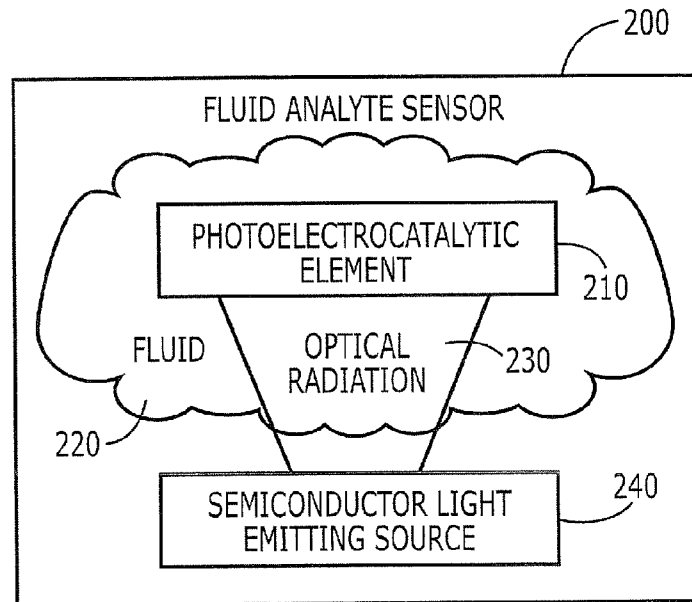 200
FLUID ANALYTE SENSOR
PHOTOELECTROCATALYTIC
ELEMENT
210
FLUID
OPTICAL
RADIATION
230
220
SEMICONDUCTOR LIGHT
EMITTING SOURCE
240